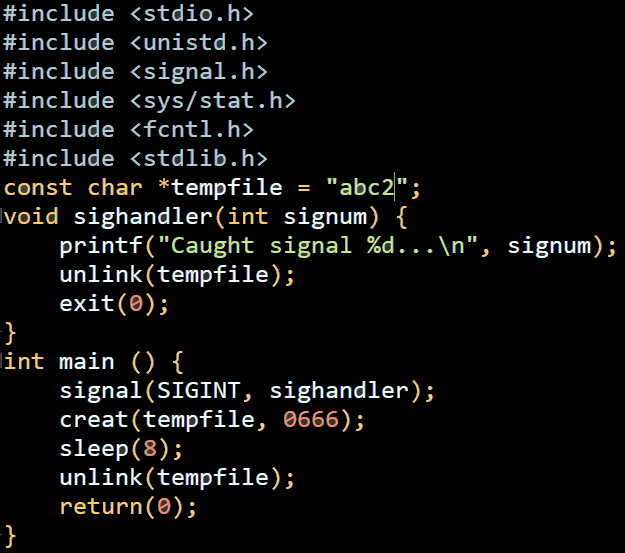 #include <stdio.h>
#include <unistd.h>
#include <signal.h>
#include <sys/stat.h>
#include <fcntl.h>
#include <stdlib.h>
const char *tempfile = "abc2";
void sighandler(int signum) {
    printf("Caught signal %d...\n", signum);
    unlink(tempfile);
    exit(0);
}
int main () {
    signal(SIGINT, sighandler);
    creat(tempfile, 0666);
    sleep(8);
    unlink(tempfile);
    return(0);
}